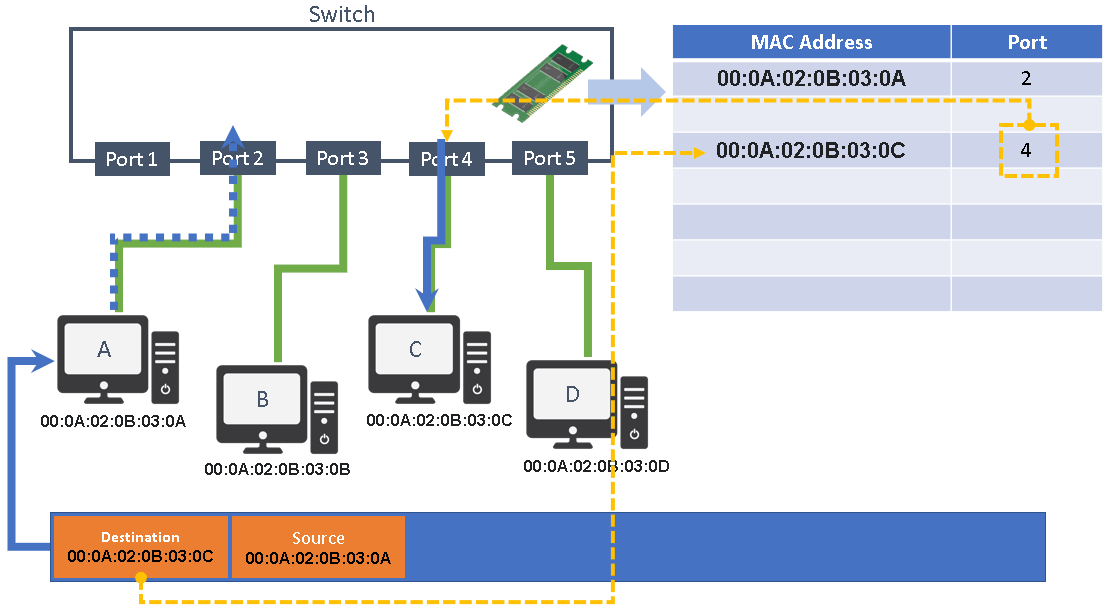 Switch
MAC Address Port
00:0A:02:0B:03:0A 2
00:0A:02:0B:03:0C 4
Port 1 Port 2 Port 3 Port 4 Port 5
A
B
C
D
00:0A:02:0B:03:0A
00:0A:02:0B:03:0B
00:0A:02:0B:03:0C
00:0A:02:0B:03:0D
Destination
00:0A:02:0B:03:0C
Source
00:0A:02:0B:03:0A